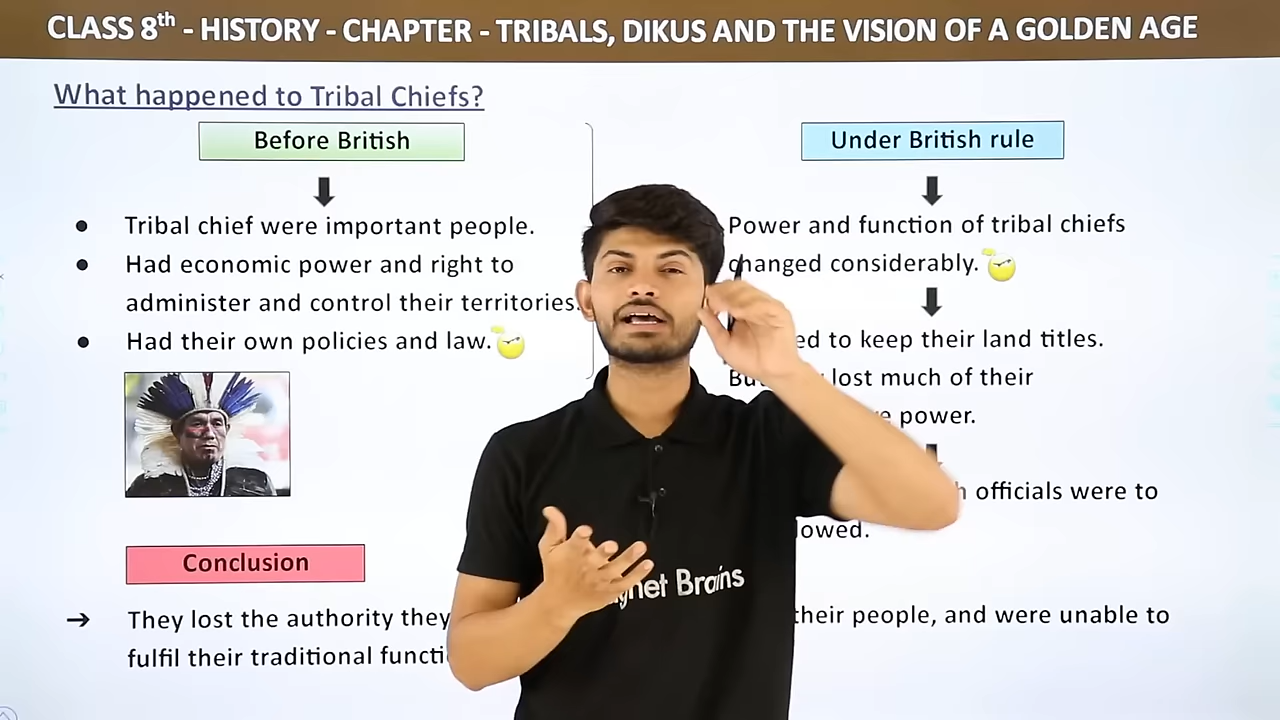 CLASS 8th - HISTORY - CHAPTER - TRIBALS, DIKUS AND THE VISION OF A GOLDEN AGE
What happened to Tribal Chiefs?
Before British
● Tribal chief were important people.
● Had economic power and right to
administer and control their territories.
● Had their own policies and law.
Under British rule
Power and function of tribal chiefs
changed considerably.
to keep their land titles.
lost much of their
power.
officials were to
Conclusion
➔ They lost the authority they their people, and were unable to
fulfil their traditional
Brains